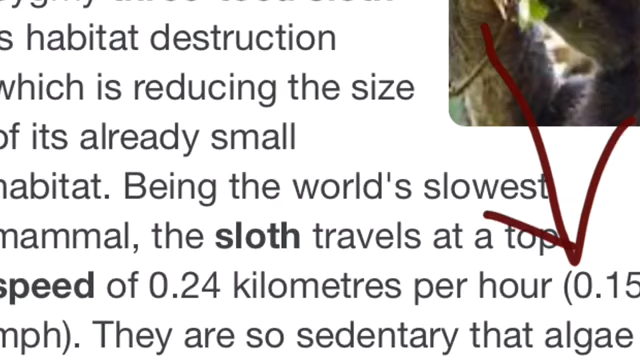 s habitat destruction
which is reducing the size
of its already small
habitat. Being the world's slowest
mammal, the sloth travels at a top
speed of 0.24 kilometres per hour (0.15
mph). They are so sedentary that algae